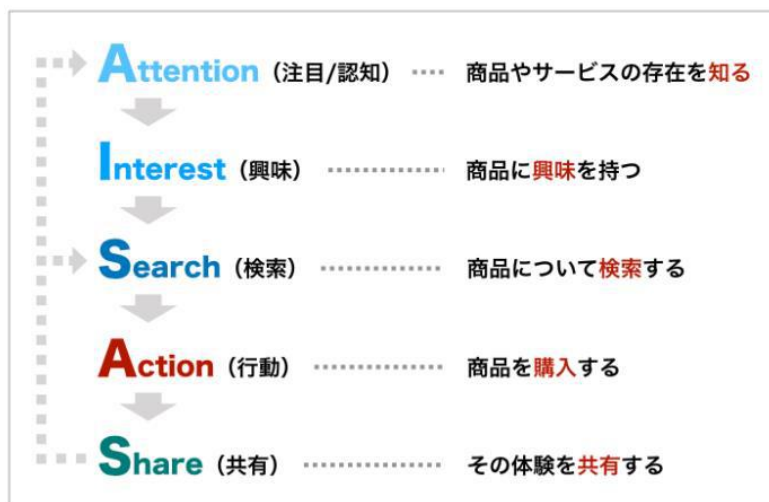 Attention（注目/認知） 商品やサービスの存在を知る
Interest（興味） 商品に興味を持つ
Search（検索） 商品について検索する
Action（行動） 商品を購入する
Share（共有） その体験を共有する